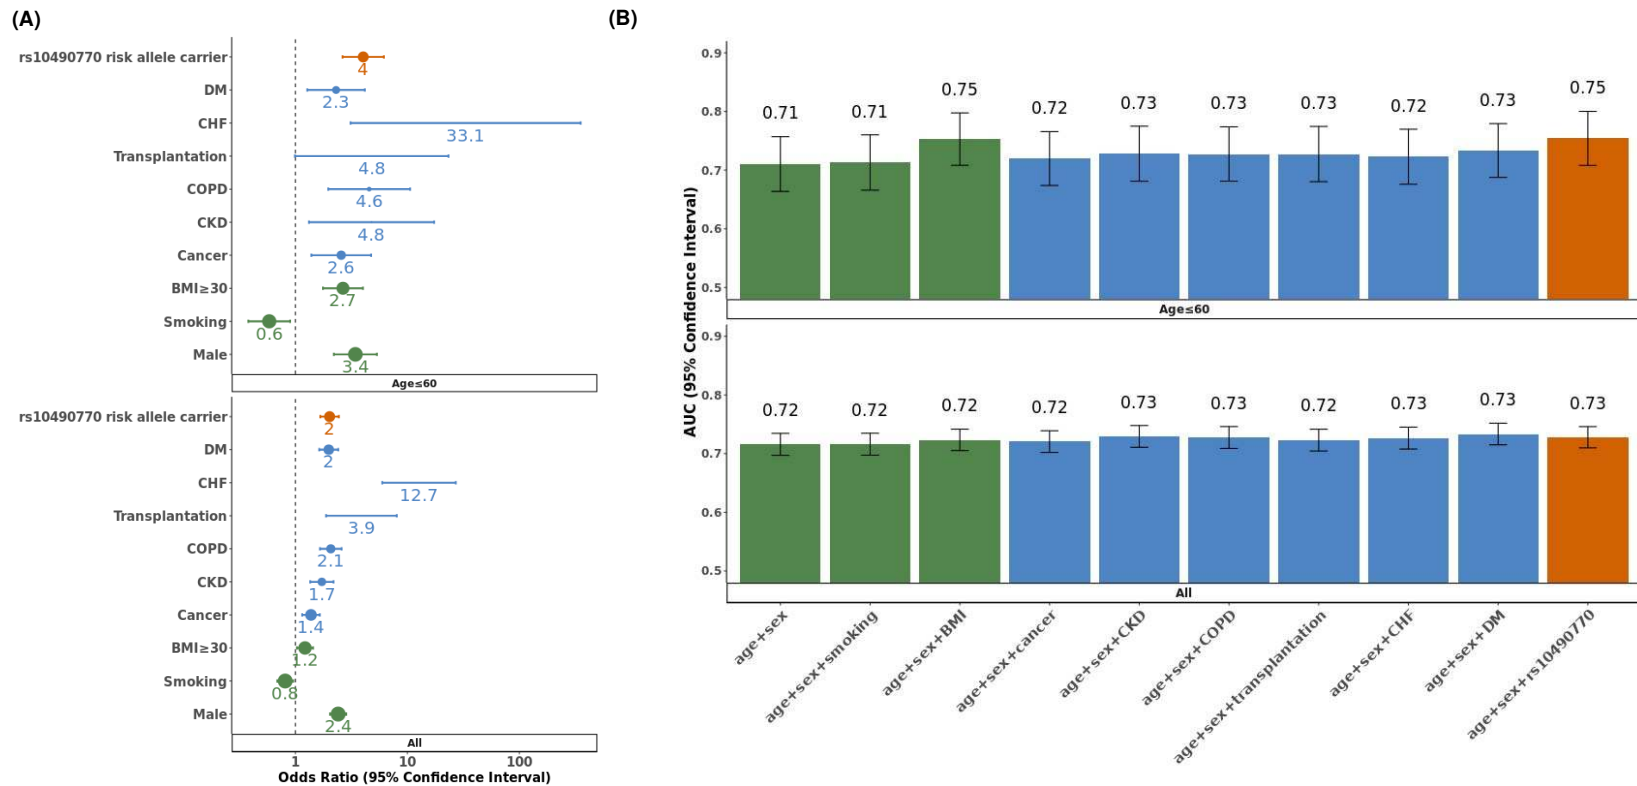 (A)
rs10490770 risk allele carrier
4
DM
2.3
CHF
33.1
Transplantation
4.8
COPD
4.6
CKD
4.8
Cancer
2.6
BMI≥30
2.7
Smoking
0.6
Male
3.4
Age≤60
rs10490770 risk allele carrier
2
DM
2
CHF
12.7
Transplantation
3.9
COPD
2.1
CKD
1.7
Cancer
1.4
BMI≥30
1.2
Smoking
0.8
Male
2.4
All
1 10 100
Odds Ratio (95% Confidence Interval)
(B)
AUC (95% Confidence Interval)
0.9
0.8
0.7
0.6
0.5
0.71 0.71 0.75 0.72 0.73 0.73 0.73 0.72 0.73 0.75
Age≤60
0.9
0.8
0.7
0.6
0.5
0.72 0.72 0.72 0.72 0.73 0.73 0.72 0.73 0.73 0.73
All
age+sex
age+sex+smoking
age+sex+BMI
age+sex+cancer
age+sex+CKD
age+sex+COPD
age+sex+transplantation
age+sex+CHF
age+sex+DM
age+sex+rs10490770